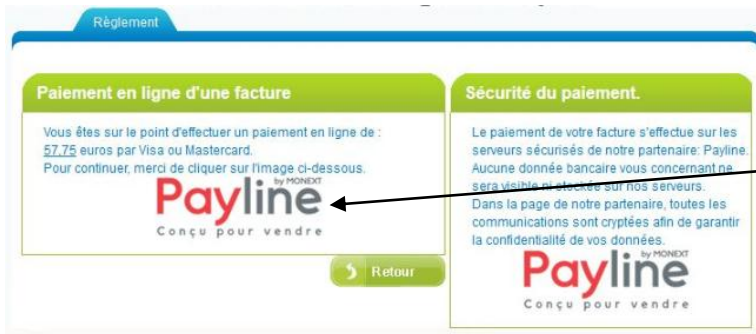 Règlement
Paiement en ligne d'une facture
Vous êtes sur le point d'effectuer un paiement en ligne de :
57,75 euros par Visa ou Mastercard.
Pour continuer, merci de cliquer sur l'image ci-dessous.
Payline
by MONEXT
Conçu pour vendre
Retour
Sécurité du paiement.
Le paiement de votre facture s'effectue sur les
serveurs sécurisés de notre partenaire: Payline.
Aucune donnée bancaire vous concernant ne
sera visible ni stockée sur nos serveurs.
Dans la page de notre partenaire, toutes les
communications sont cryptées afin de garantir
la confidentialité de vos données.
Payline
by MONEXT
Conçu pour vendre